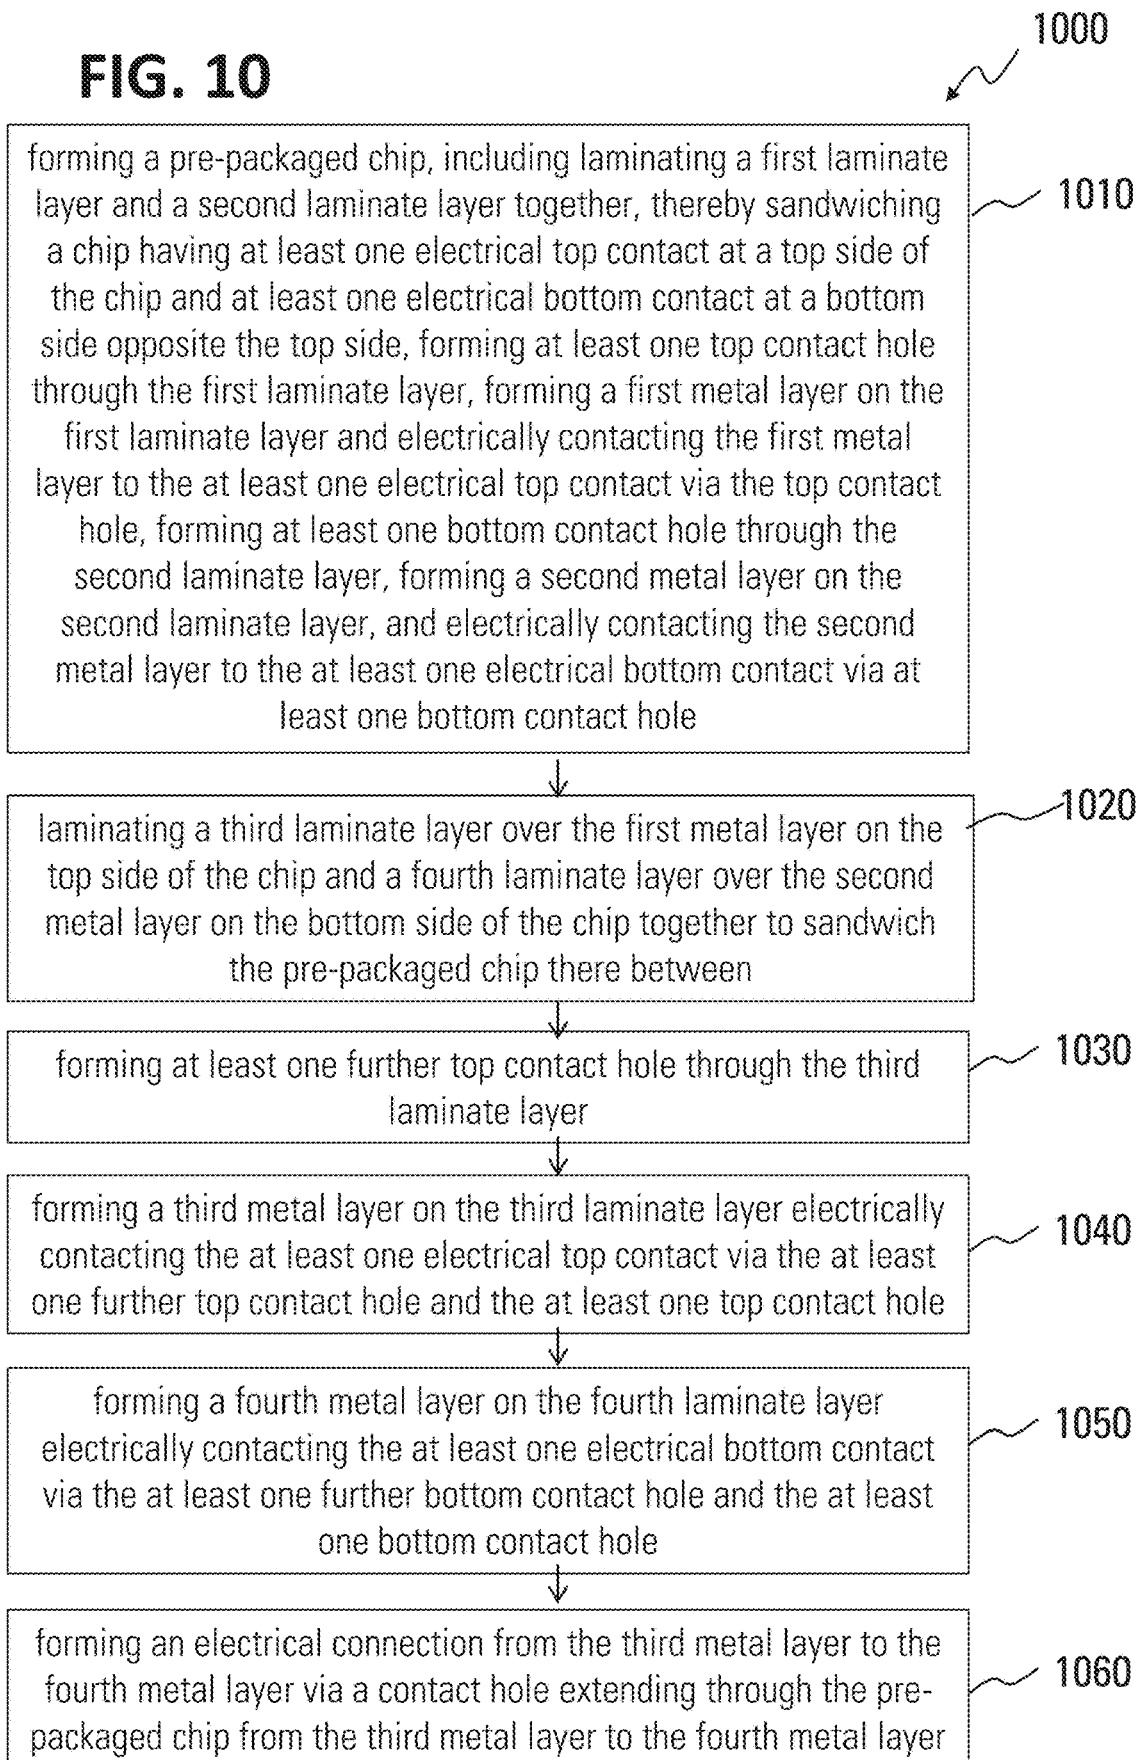 1000
FIG. 10
forming a pre-packaged chip, including laminating a first laminate
layer and a second laminate layer together, thereby sandwiching
a chip having at least one electrical top contact at a top side of
the chip and at least one electrical bottom contact at a bottom
side opposite the top side, forming at least one top contact hole
through the first laminate layer, forming a first metal layer on the
first laminate layer and electrically contacting the first metal
layer to the at least one electrical top contact via the top contact
hole, forming at least one bottom contact hole through the
second laminate layer, forming a second metal layer on the
second laminate layer, and electrically contacting the second
metal layer to the at least one electrical bottom contact via at
least one bottom contact hole
1010
laminating a third laminate layer over the first metal layer on the
top side of the chip and a fourth laminate layer over the second
metal layer on the bottom side of the chip together to sandwich
the pre-packaged chip there between
1020
forming at least one further top contact hole through the third
laminate layer
1030
forming a third metal layer on the third laminate layer electrically
contacting the at least one electrical top contact via the at least
one further top contact hole and the at least one top contact hole
1040
forming a fourth metal layer on the fourth laminate layer
electrically contacting the at least one electrical bottom contact
via the at least one further bottom contact hole and the at least
one bottom contact hole
1050
forming an electrical connection from the third metal layer to the
fourth metal layer via a contact hole extending through the pre-
packaged chip from the third metal layer to the fourth metal layer
1060